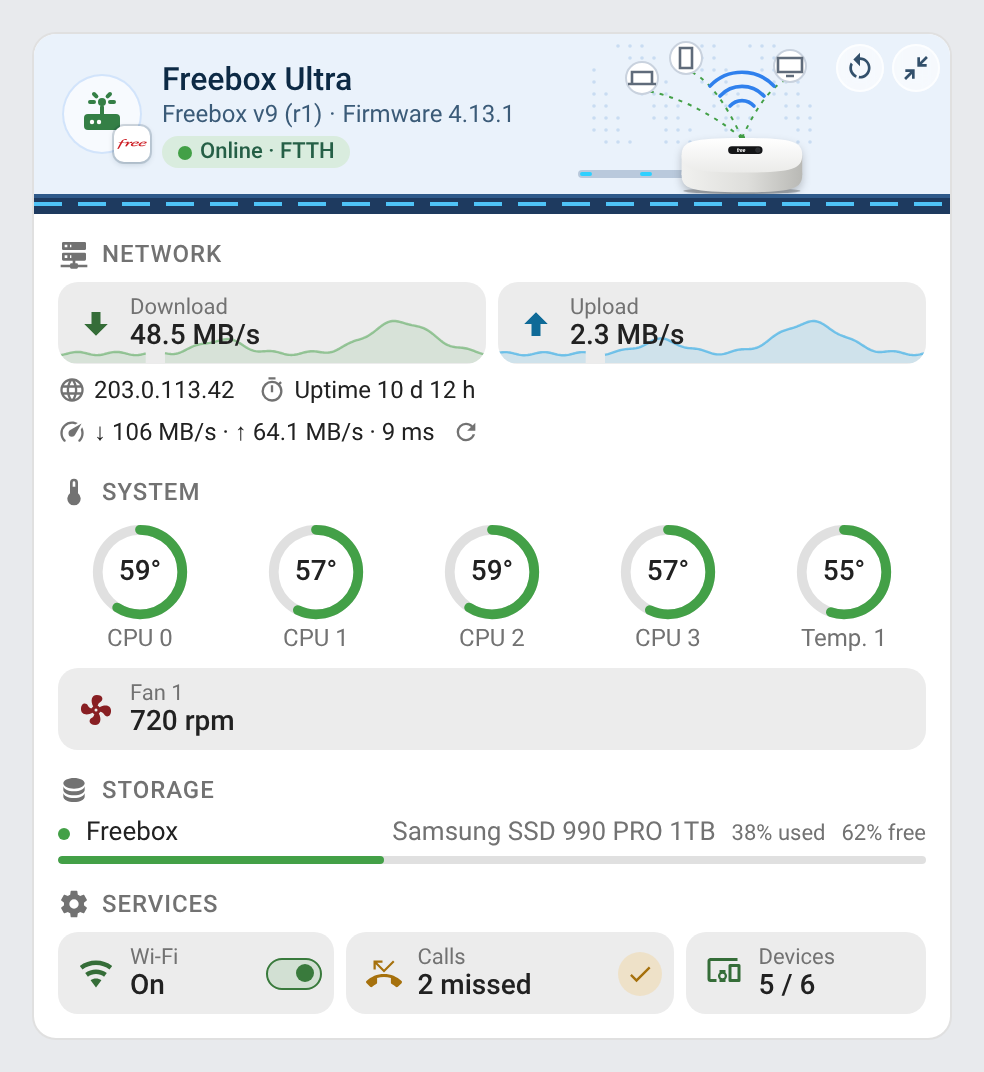 Freebox Ultra
Freebox v9 (r1) · Firmware 4.13.1
free
Online · FTTH
free
NETWORK
Download
48.5 MB/s
Upload
2.3 MB/s
203.0.113.42 Uptime 10 d 12 h
↓ 106 MB/s · ↑ 64.1 MB/s · 9 ms
SYSTEM
59° 57° 59° 57° 55°
CPU 0 CPU 1 CPU 2 CPU 3 Temp. 1
Fan 1
720 rpm
STORAGE
Freebox Samsung SSD 990 PRO 1TB 38% used 62% free
SERVICES
Wi-Fi
On
Calls
2 missed
Devices
5 / 6